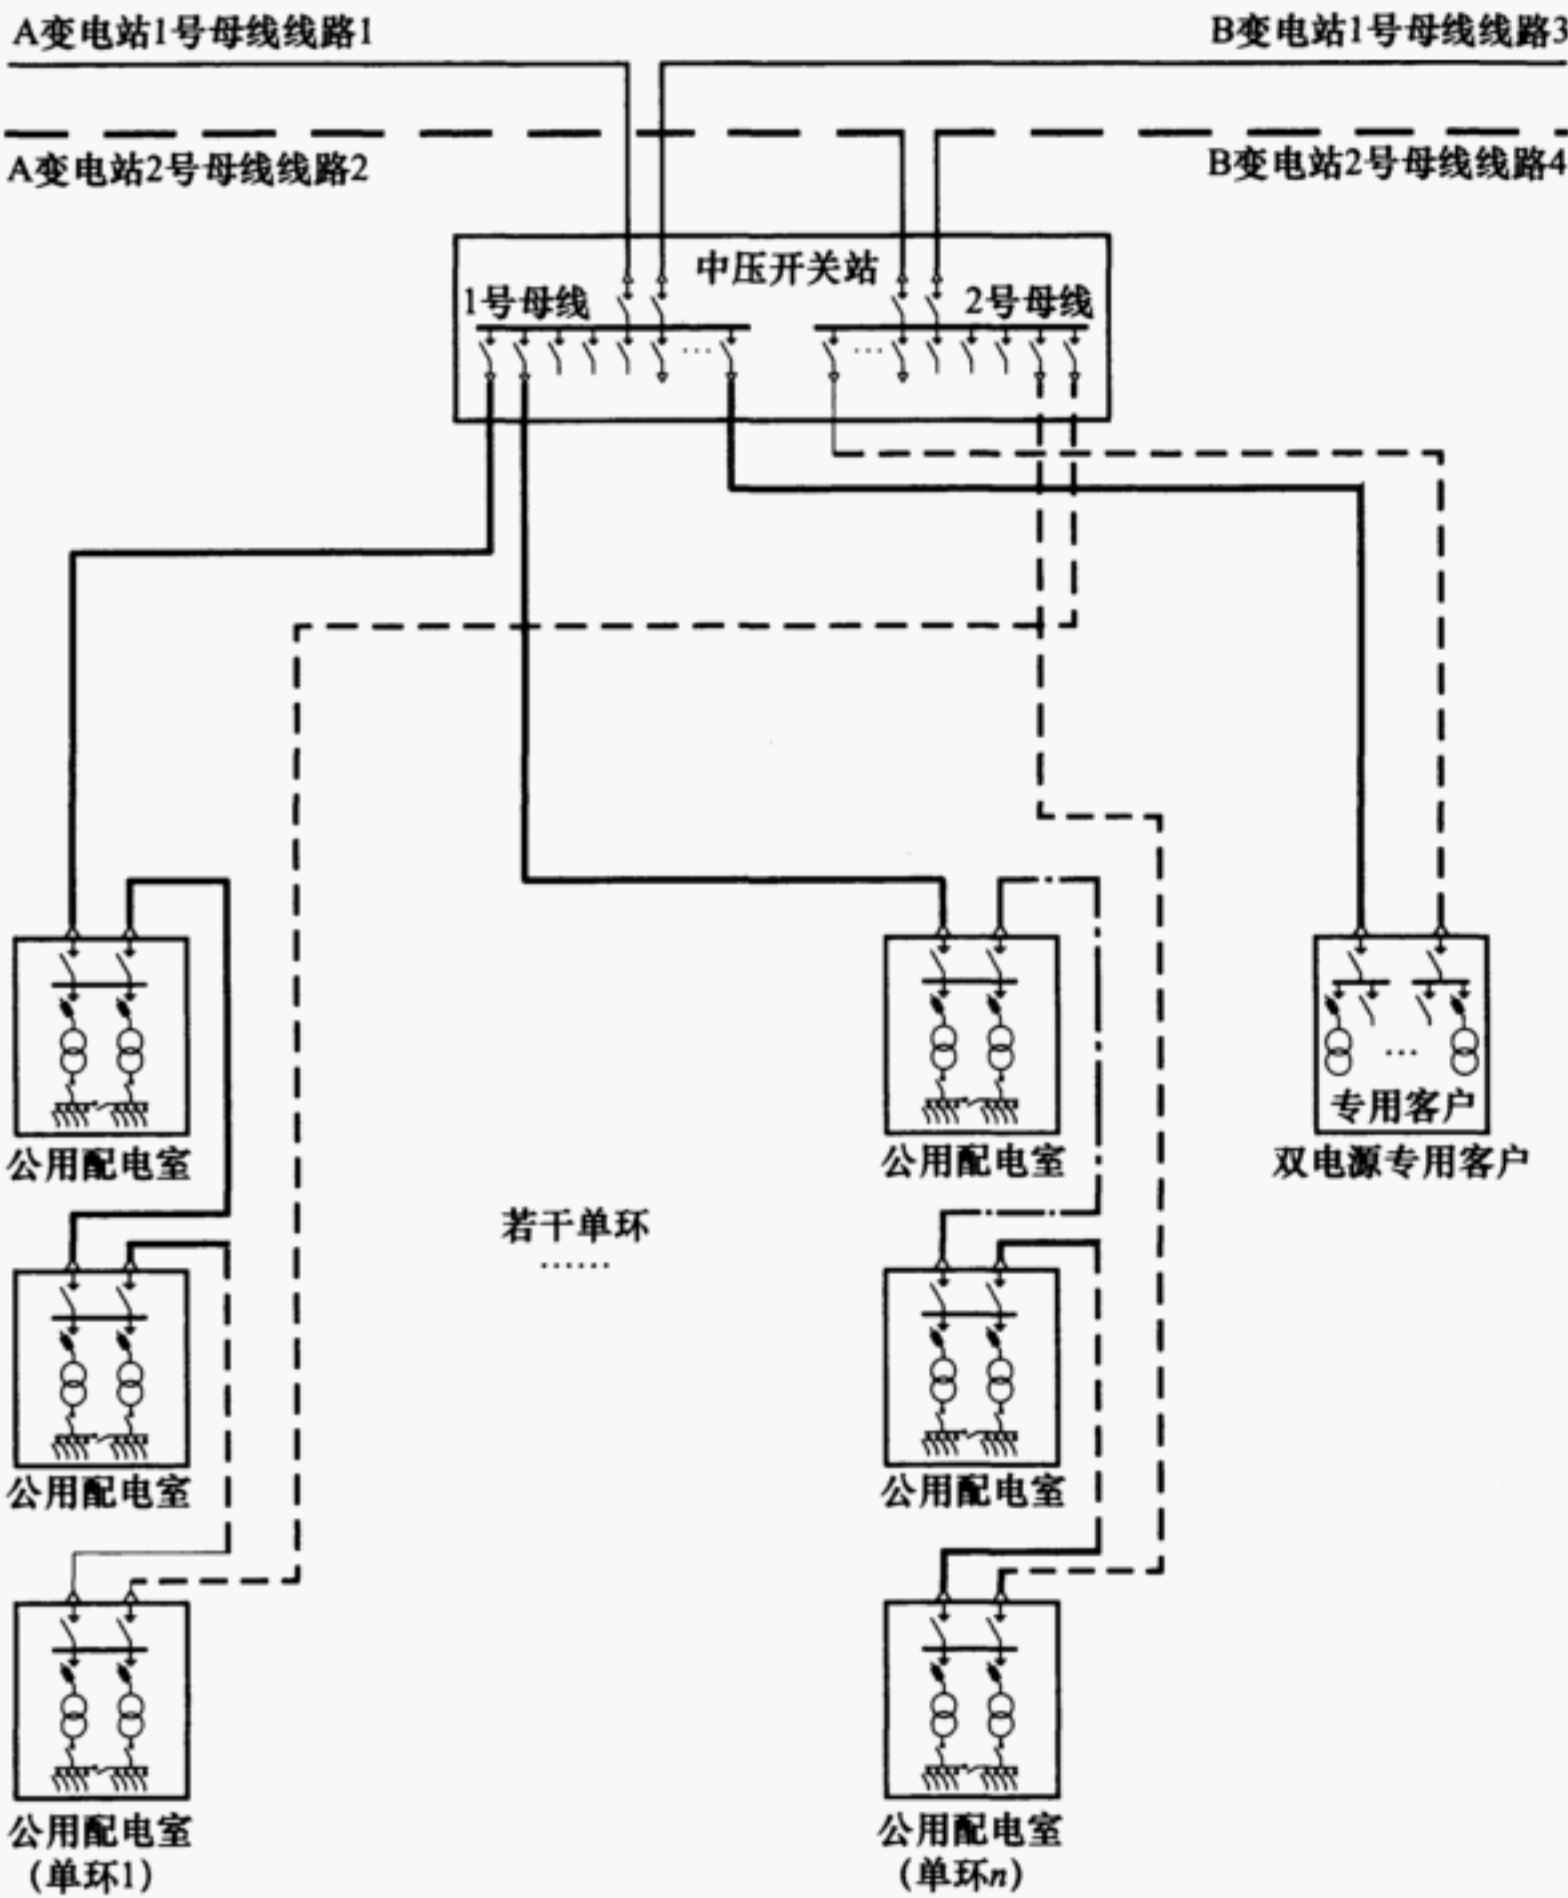 A变电站1号母线线路1
B变电站1号母线线路3
A变电站2号母线线路2
B变电站2号母线线路4
中压开关站
1号母线
2号母线
...
...
...
专用客户
公用配电室
公用配电室
双电源专用客户
若干单环
......
公用配电室
公用配电室
公用配电室
(单环1)
公用配电室
(单环n)